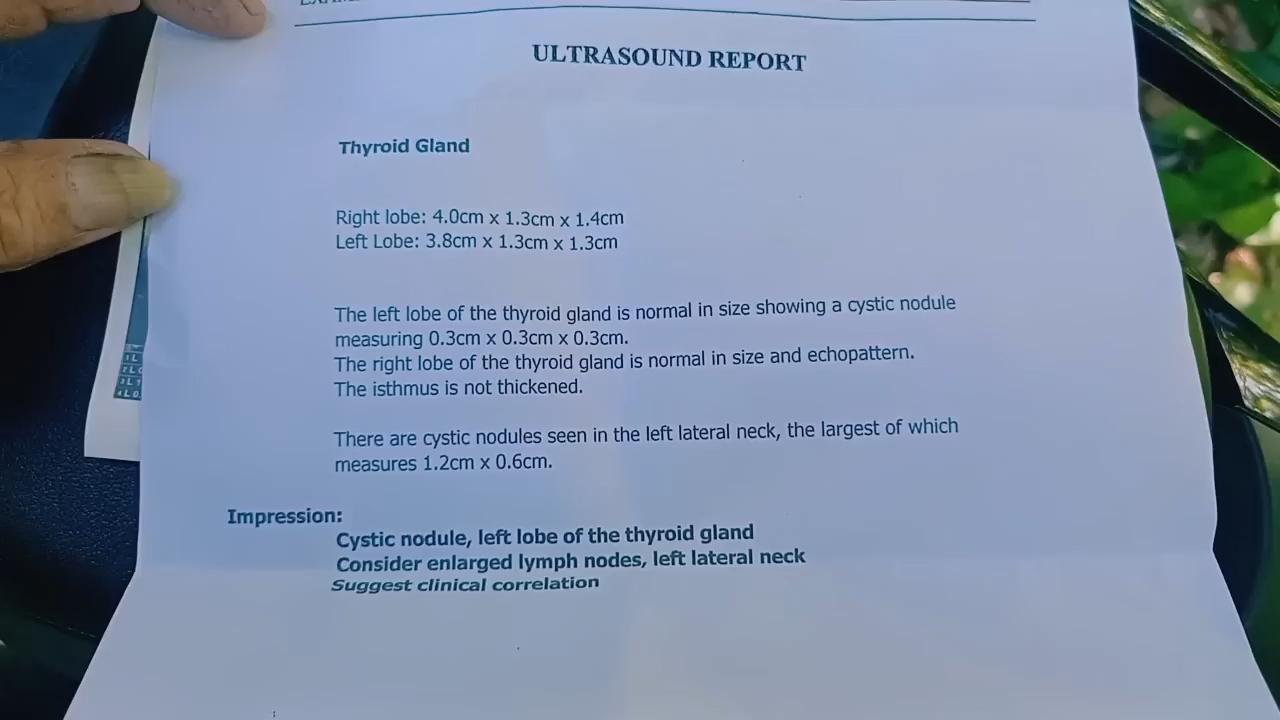 ULTRASOUND REPORT
Thyroid Gland
Right lobe: 4.0cm x 1.3cm x 1.4cm
Left Lobe: 3.8cm x 1.3cm x 1.3cm
The left lobe of the thyroid gland is normal in size showing a cystic nodule
measuring 0.3cm x 0.3cm x 0.3cm.
The right lobe of the thyroid gland is normal in size and echopattern.
The isthmus is not thickened.
There are cystic nodules seen in the left lateral neck, the largest of which
measures 1.2cm x 0.6cm.
Impression:
Cystic nodule, left lobe of the thyroid gland
Consider enlarged lymph nodes, left lateral neck
Suggest clinical correlation